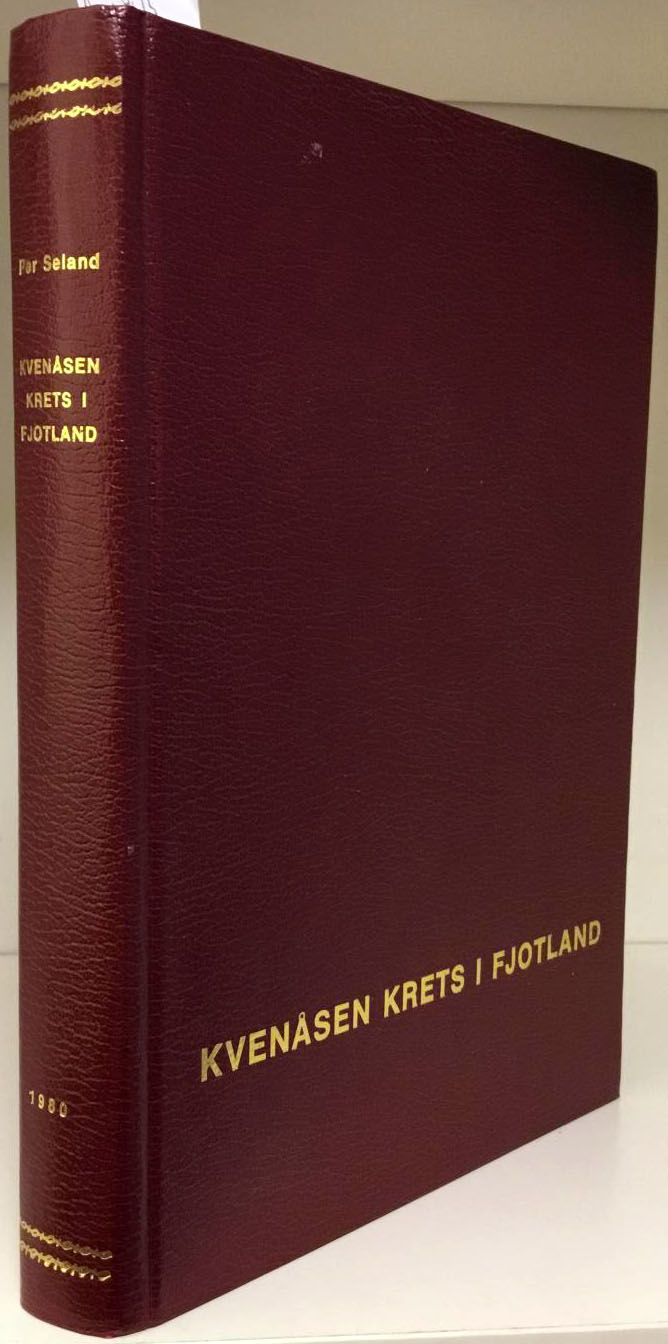 Per Seland
KVENÅSEN
KRETS I
FJOTLAND
1980
KVENÅSEN KRETS I FJOTLAND